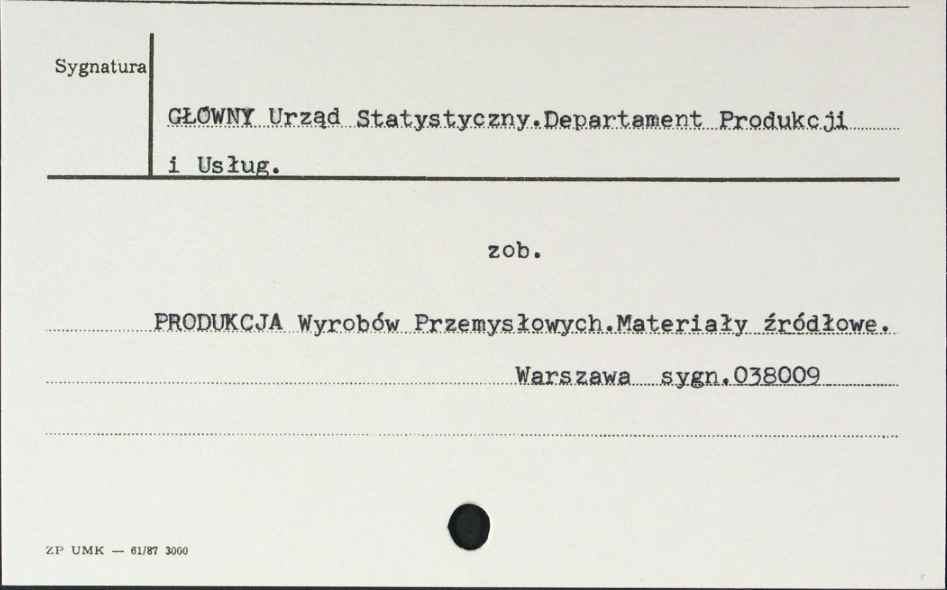 Sygnatura
GŁÓWNY Urząd Statystyczny.Departament Produkcji
i Usług.
zob.
PRODUKCJA Wyrobów Przemysłowych.Materiały źródłowe.
Warszawa sygn.038009
ZP UMK — 61/87 3000